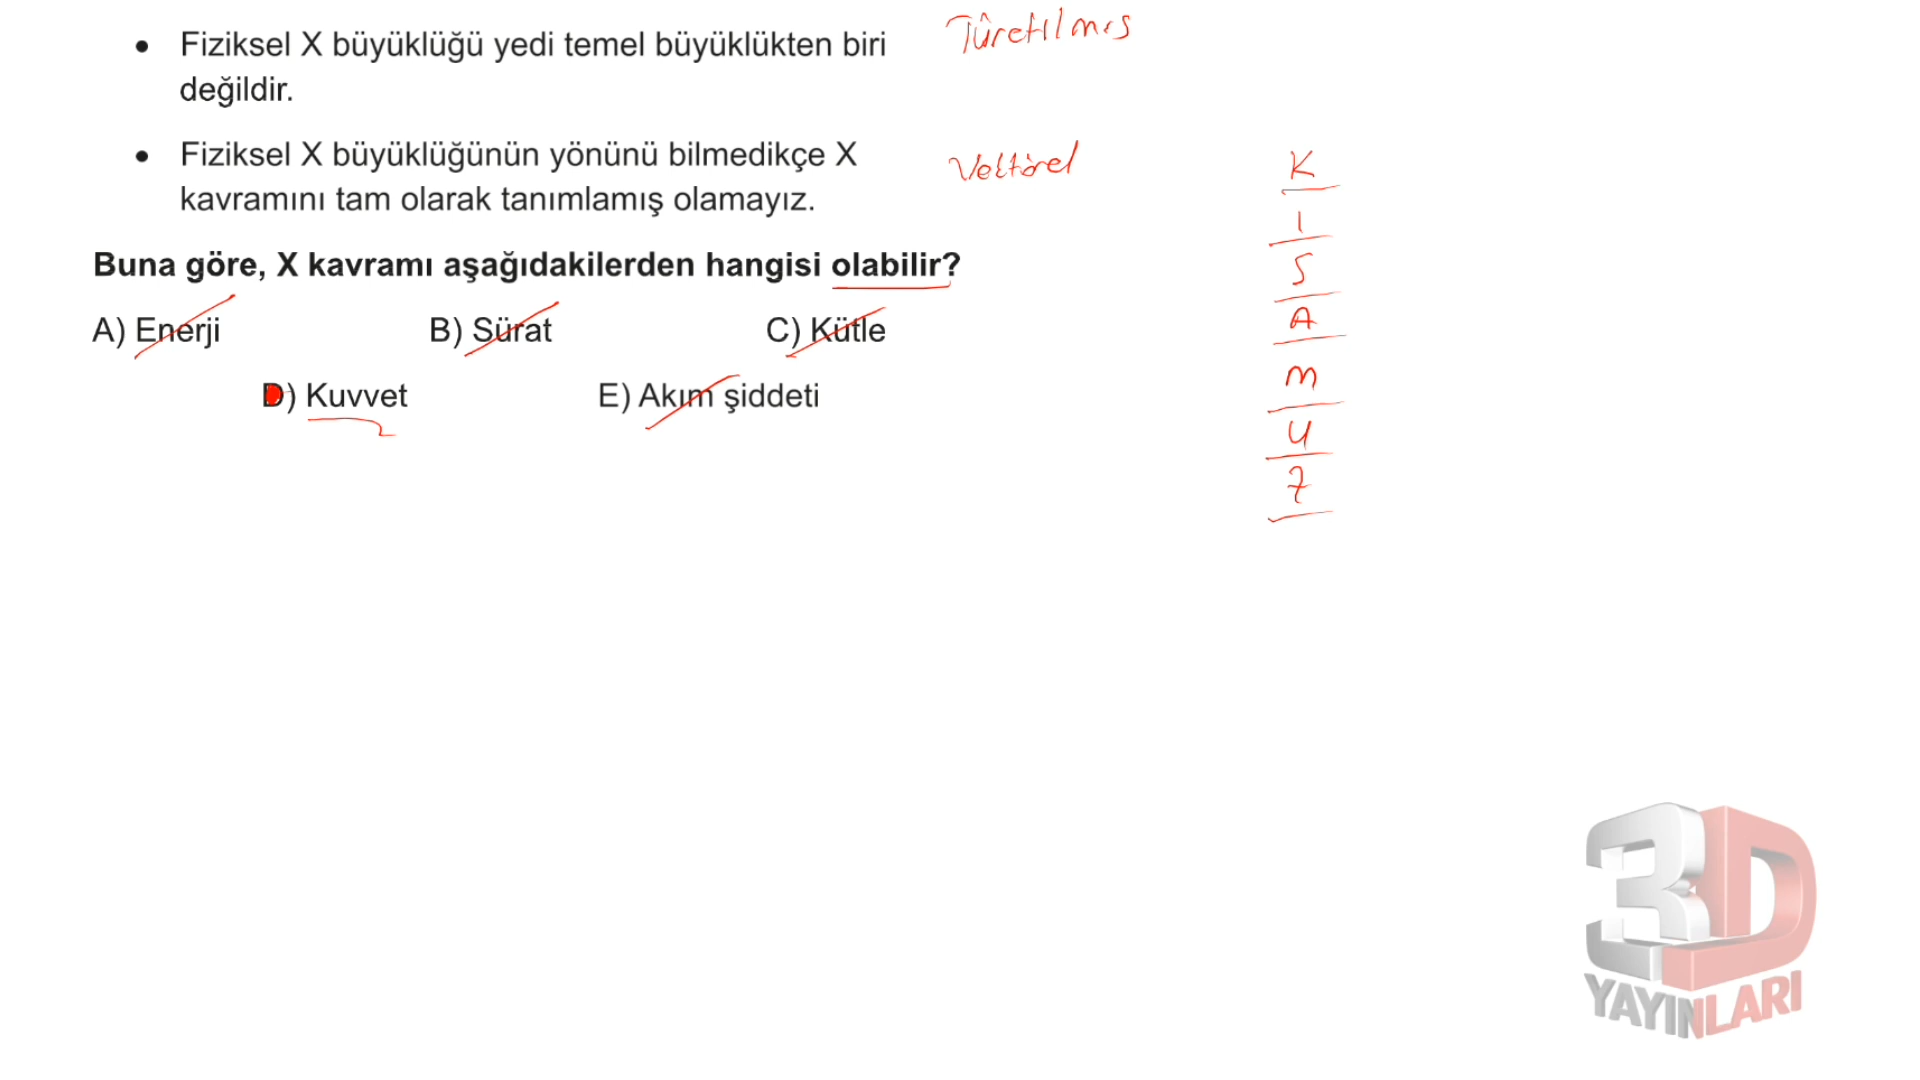 • Fiziksel X büyüklüğü yedi temel büyüklükten biri
değildir.
Türetilmiş
• Fiziksel X büyüklüğünün yönünü bilmedikçe X
kavramını tam olarak tanımlamış olamayız.
Vektörel
Buna göre, X kavramı aşağıdakilerden hangisi olabilir?
A) Enerji B) Sürat C) Kütle
D) Kuvvet E) Akım şiddeti
K
I
S
A
M
U
Z
3D
YAYINLARI